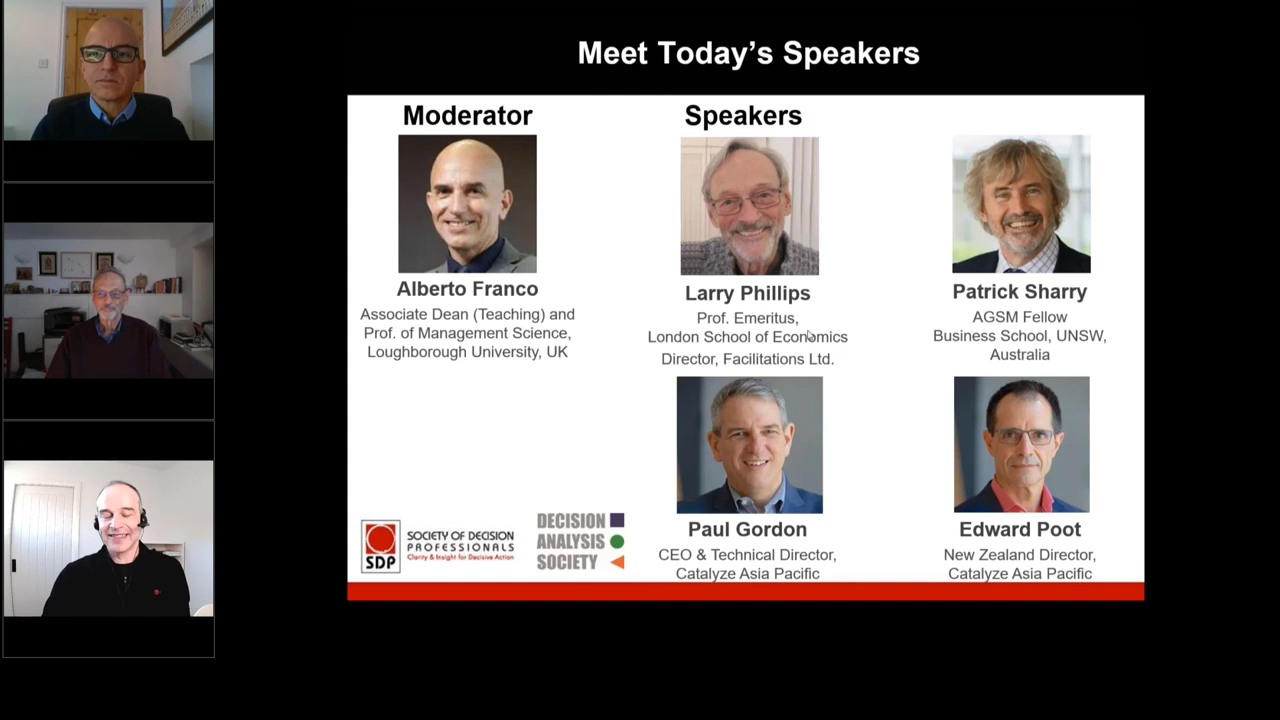 Meet Today's Speakers
Moderator
Speakers
Alberto Franco
Associate Dean (Teaching) and
Prof. of Management Science,
Loughborough University, UK
Larry Phillips
Prof. Emeritus,
London School of Economics
Director, Facilitations Ltd.
Patrick Sharry
AGSM Fellow
Business School, UNSW,
Australia
Paul Gordon
CEO & Technical Director,
Catalyze Asia Pacific
Edward Poot
New Zealand Director,
Catalyze Asia Pacific
SDP
SOCIETY OF DECISION
PROFESSIONALS
Clarity & Insight for Decisive Action
DECISION
ANALYSIS
SOCIETY